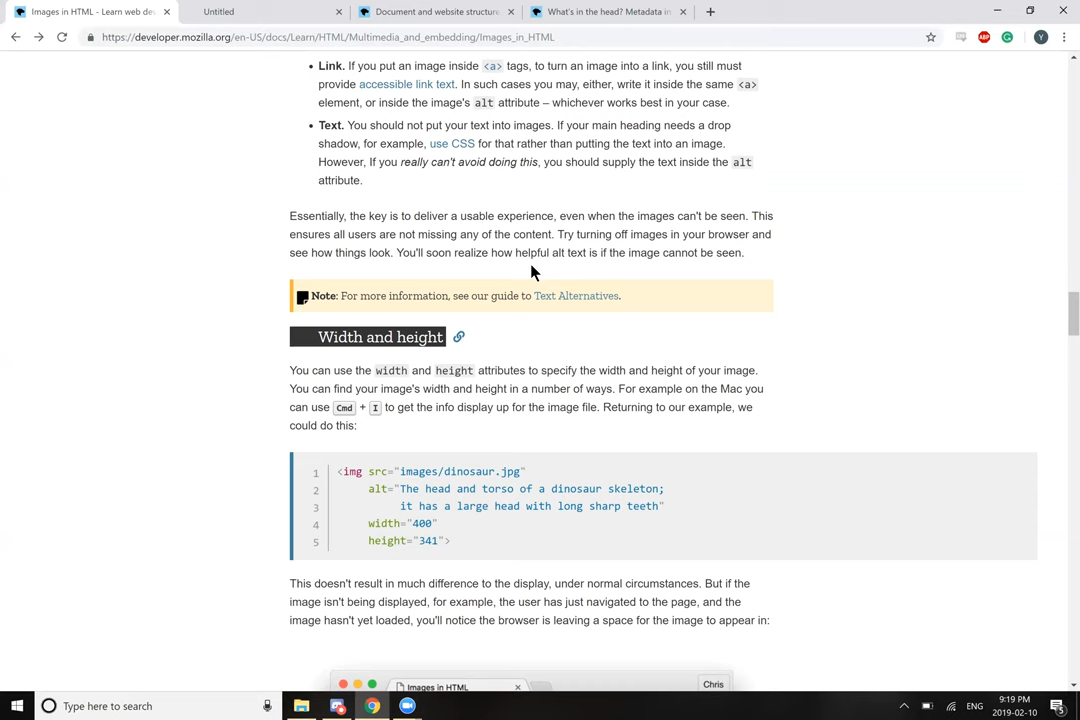 Images in HTML - Learn web de
Untitled
Document and website structure
What's in the head? Metadata in
https://developer.mozilla.org/en-US/docs/Learn/HTML/Multimedia_and_embedding/Images_in_HTML
ABP
Y
Link. If you put an image inside <a> tags, to turn an image into a link, you still must
provide accessible link text. In such cases you may, either, write it inside the same <a>
element, or inside the image's alt attribute – whichever works best in your case.
Text. You should not put your text into images. If your main heading needs a drop
shadow, for example, use CSS for that rather than putting the text into an image.
However, If you really can't avoid doing this, you should supply the text inside the alt
attribute.
Essentially, the key is to deliver a usable experience, even when the images can't be seen. This
ensures all users are not missing any of the content. Try turning off images in your browser and
see how things look. You'll soon realize how helpful alt text is if the image cannot be seen.
Note: For more information, see our guide to Text Alternatives.
Width and height
You can use the width and height attributes to specify the width and height of your image.
You can find your image's width and height in a number of ways. For example on the Mac you
can use Cmd + I to get the info display up for the image file. Returning to our example, we
could do this:
1 <img src="images/dinosaur.jpg"
2 alt="The head and torso of a dinosaur skeleton;
3 it has a large head with long sharp teeth"
4 width="400"
5 height="341">
This doesn't result in much difference to the display, under normal circumstances. But if the
image isn't being displayed, for example, the user has just navigated to the page, and the
image hasn't yet loaded, you'll notice the browser is leaving a space for the image to appear in:
Images in HTML
Chris
Type here to search
ENG
9:19 PM
2019-02-10
5